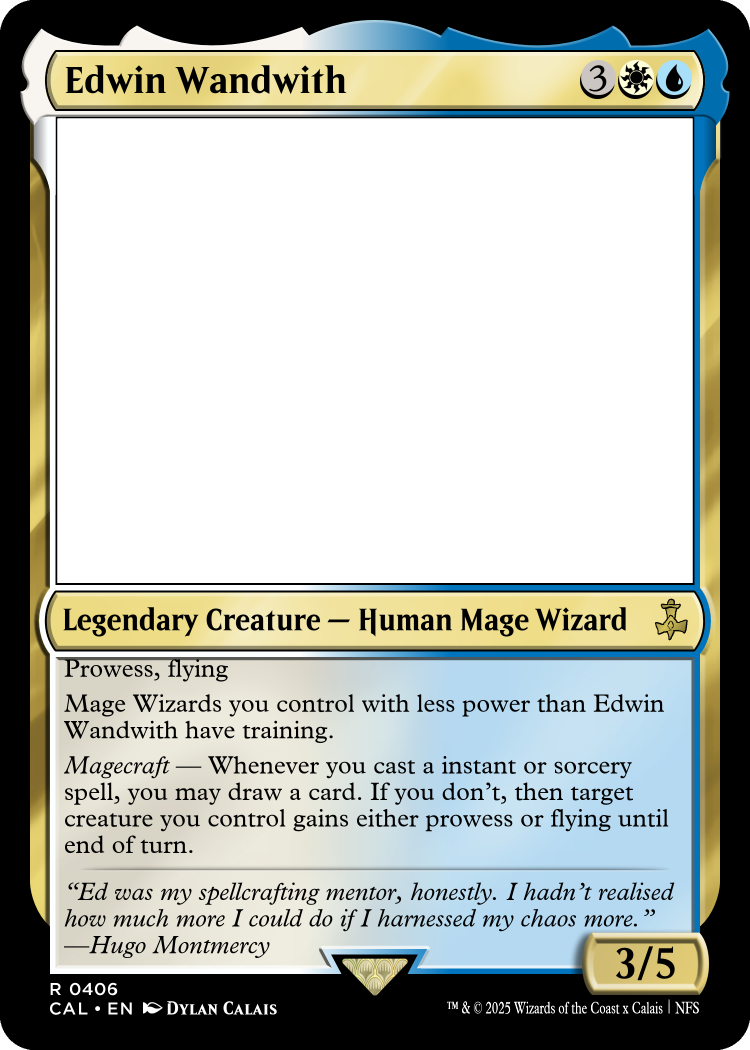 Edwin Wandwith 3
Legendary Creature — Human Mage Wizard
Prowess, flying
Mage Wizards you control with less power than Edwin
Wandwith have training.
Magecraft — Whenever you cast a instant or sorcery
spell, you may draw a card. If you don't, then target
creature you control gains either prowess or flying until
end of turn.
“Ed was my spellcrafting mentor, honestly. I hadn't realised
how much more I could do if I harnessed my chaos more.”
—Hugo Montmercy
3/5
R 0406
CAL • EN DYLAN CALAIS
™ & © 2025 Wizards of the Coast x Calais | NFS